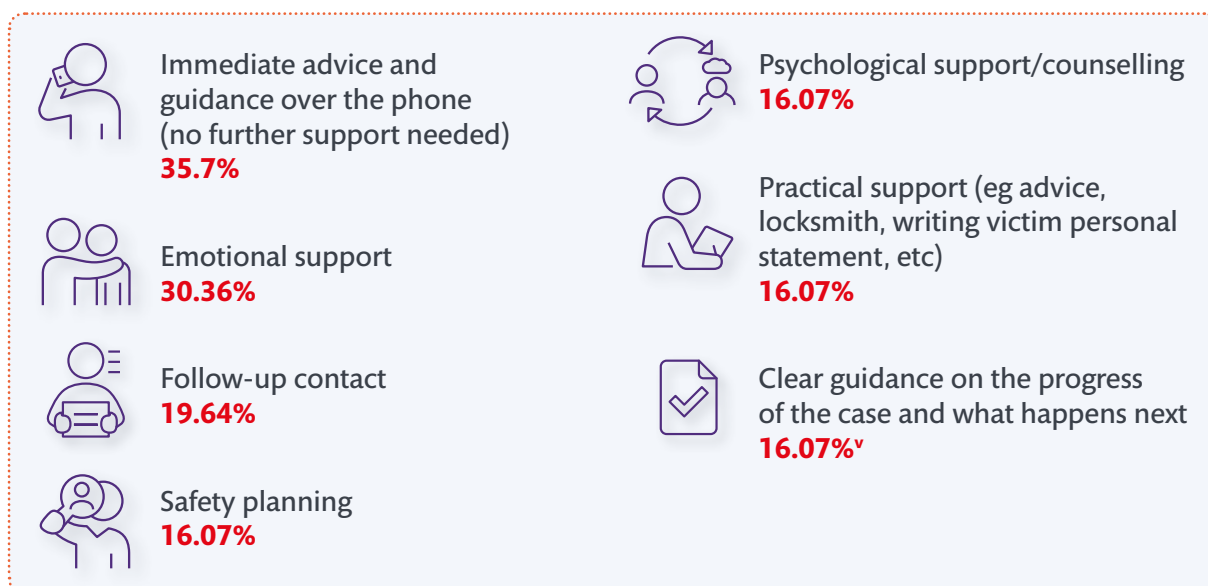 Immediate advice and
guidance over the phone
(no further support needed)
35.7%
Emotional support
30.36%
Follow-up contact
19.64%
Safety planning
16.07%
Psychological support/counselling
16.07%
Practical support (eg advice,
locksmith, writing victim personal
statement, etc)
16.07%
Clear guidance on the progress
of the case and what happens next
16.07%ᵛ